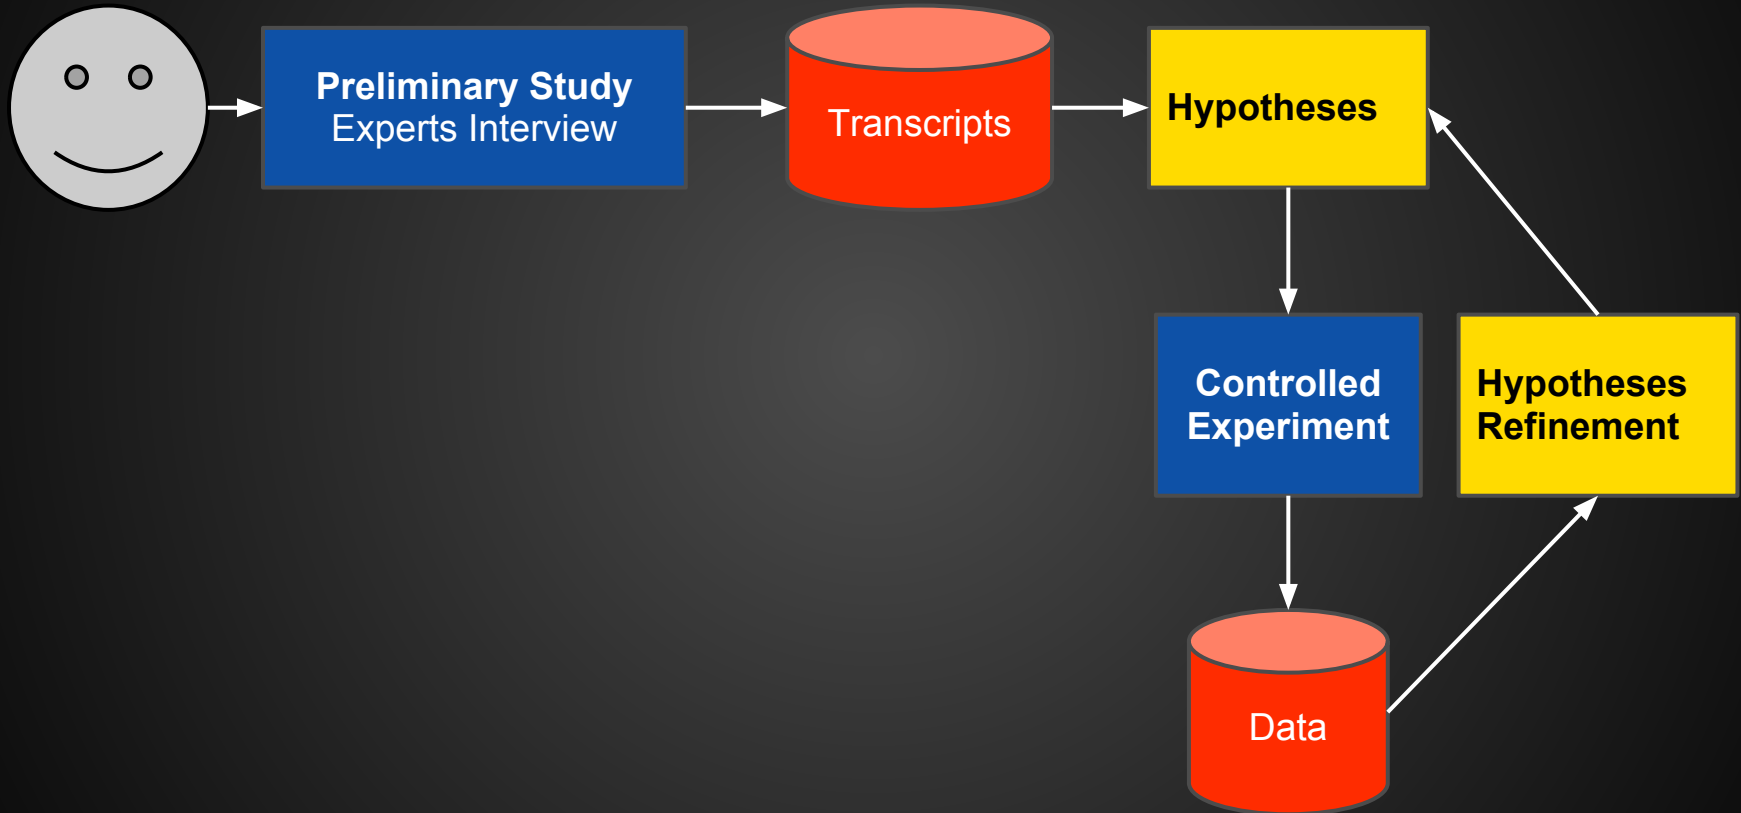 Preliminary Study
Experts Interview
Transcripts
Hypotheses
Controlled
Experiment
Hypotheses
Refinement
Data